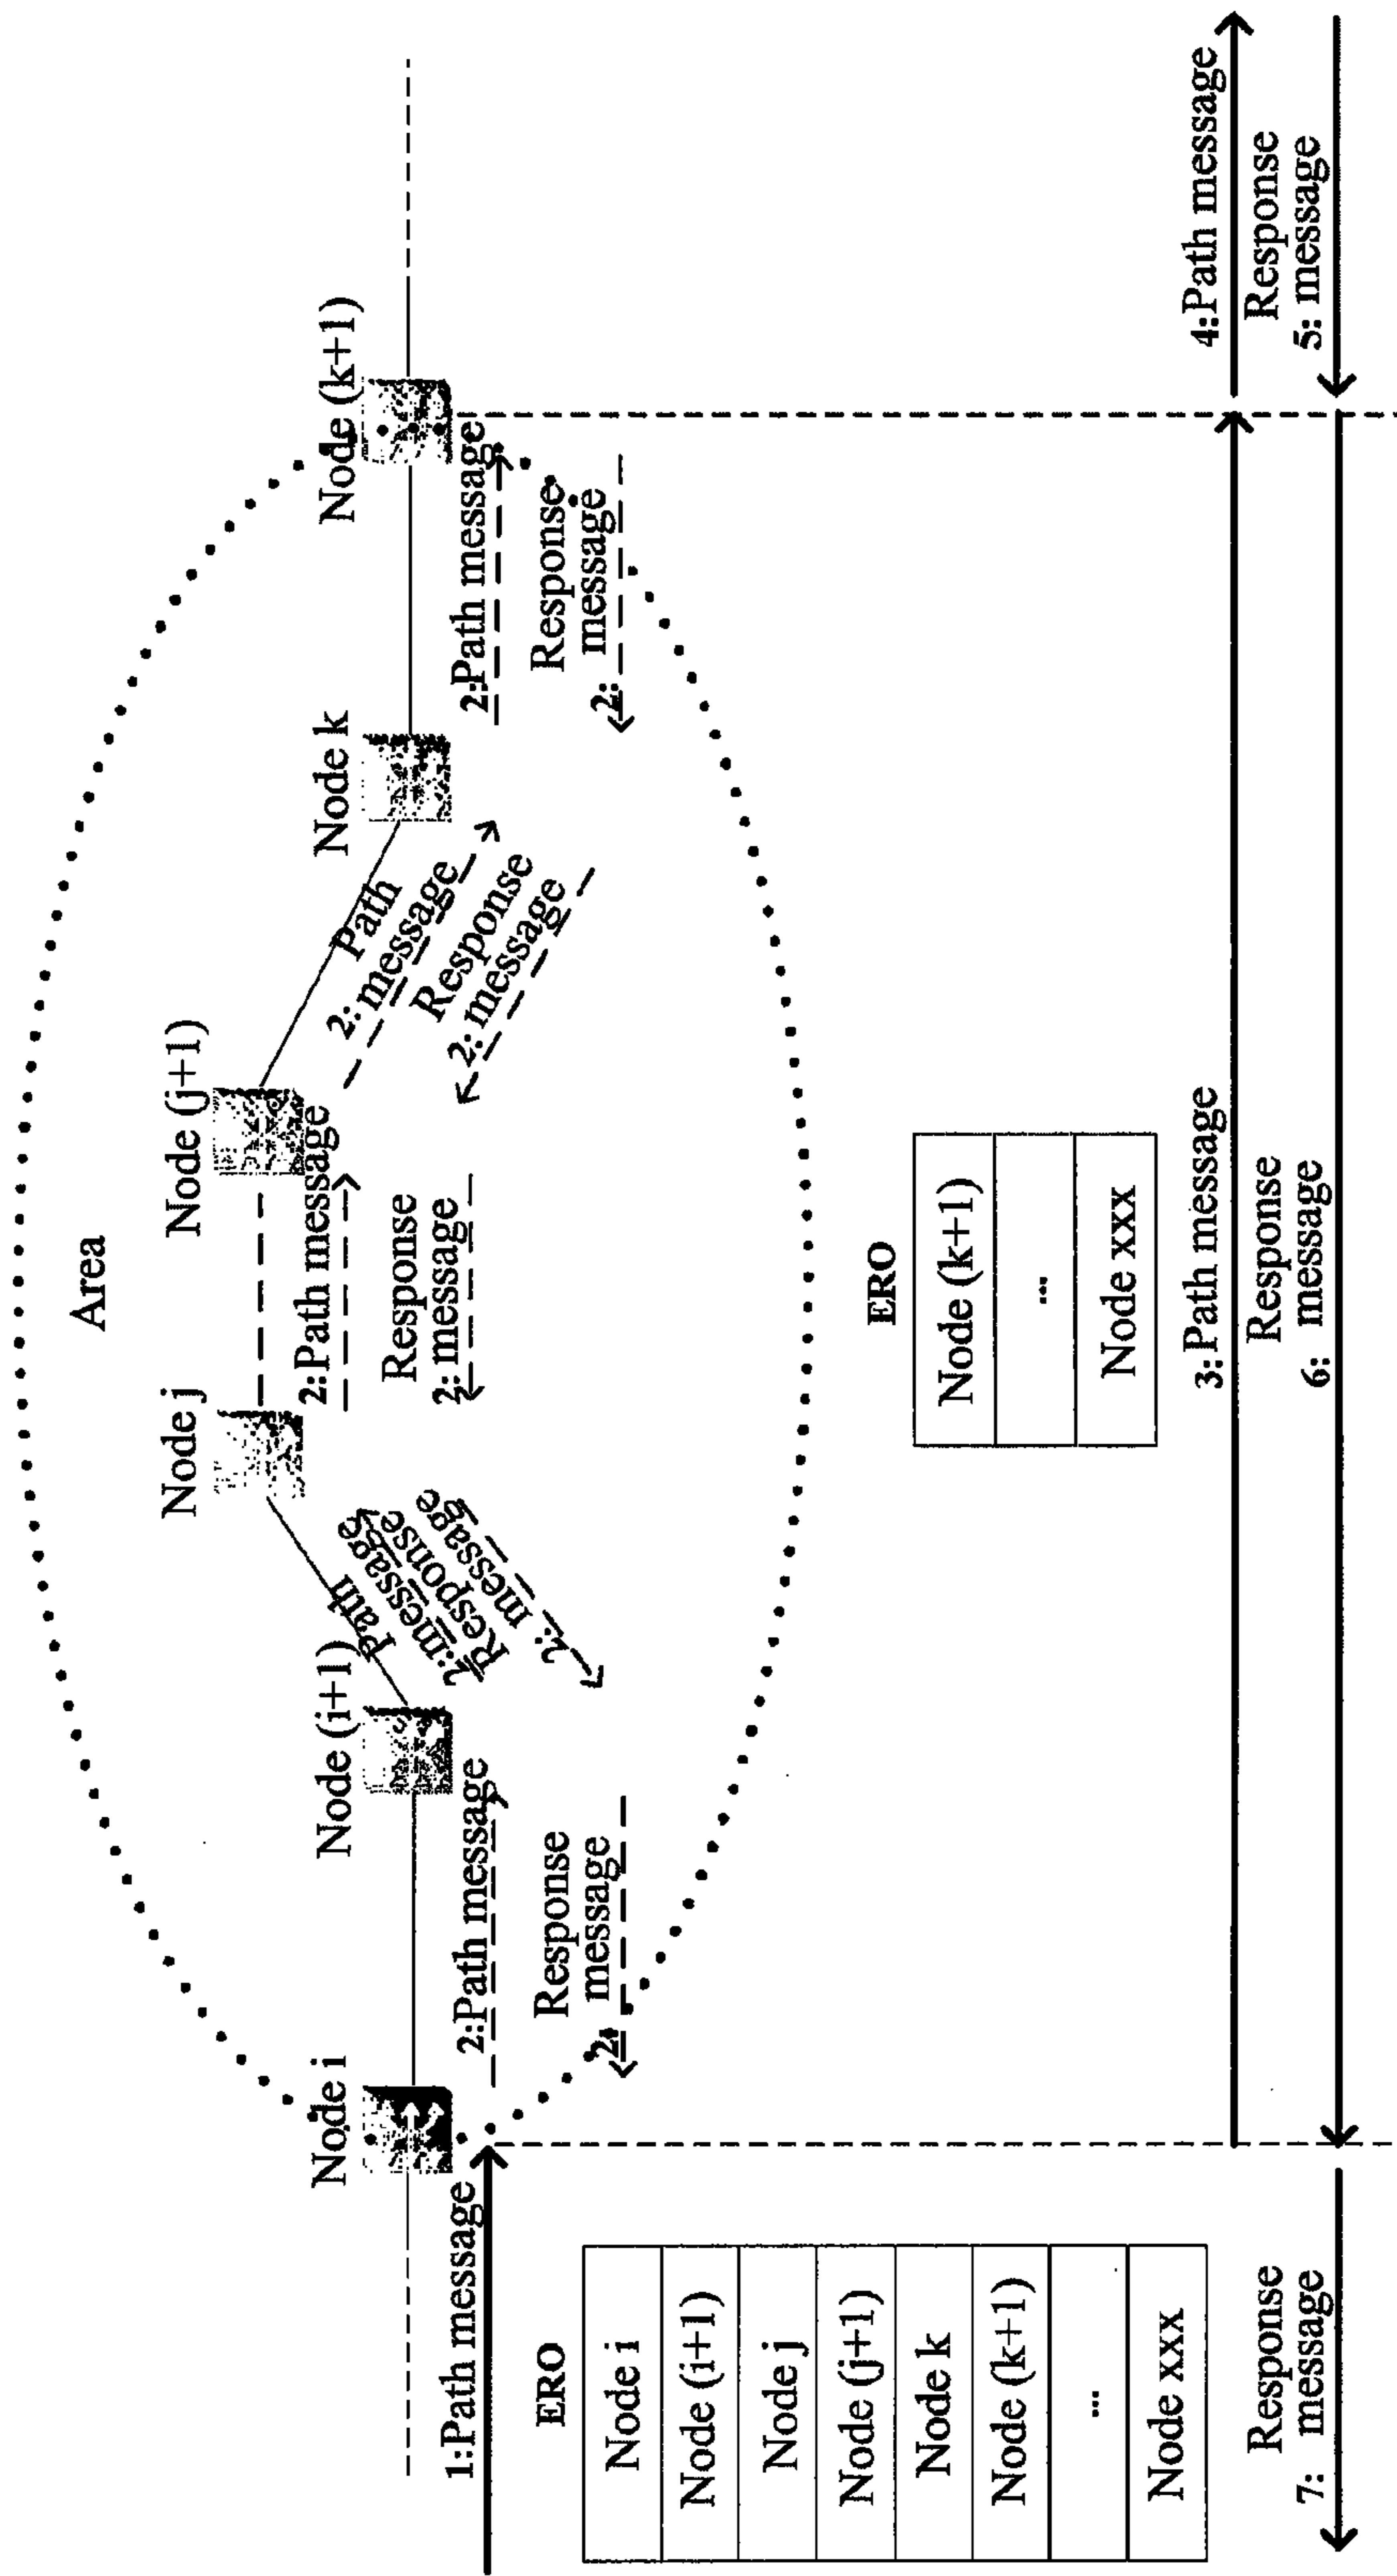 Area
Node i
Node (i+1)
Node j
Node (j+1)
Node k
Node (k+1)
1:Path message
2:Path message
Response
2: message
Path
2:message
Response
2: message
2:Path message
Response
2: message
Path
2: message
Response
2: message
2:Path message
Response
2: message
ERO
Node i
Node (i+1)
Node j
Node (j+1)
Node k
Node (k+1)
...
Node xxx
ERO
Node (k+1)
...
Node xxx
3:Path message
4:Path message
Response
5: message
Response
6: message
Response
7: message